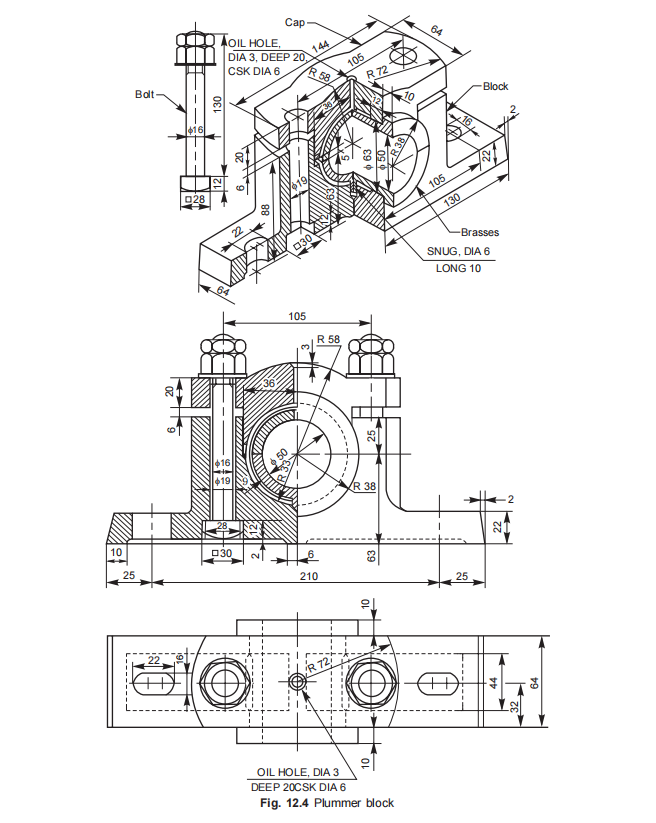 Cap
64
144
OIL HOLE,
DIA 3, DEEP 20,
CSK DIA 6
105
R 58
R 72
10
Block
Bolt
130
36
12
2
ϕ16
16
20
5
ϕ 63
ϕ 50
R 38
22
6
ϕ19
105
12
□ 28
88
63
130
12
Brasses
22
□30
SNUG, DIA 6
LONG 10
64
105
R 58
3
36
20
6
25
ϕ 50
ϕ16
R 33
ϕ19
9
R 38
2
28
12
22
10
□ 30
2
6
63
25
210
25
10
R 72
22
16
44
64
32
10
OIL HOLE, DIA 3
DEEP 20CSK DIA 6
Fig. 12.4 Plummer block